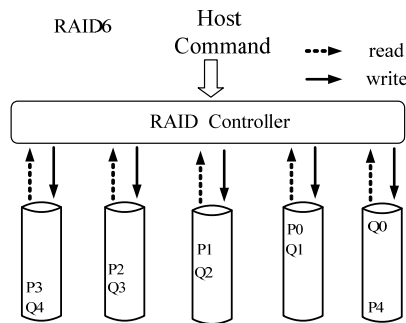 RAID6
Host
Command
read
write
RAID Controller
P3
Q4
P2
Q3
P1
Q2
P0
Q1
Q0
P4